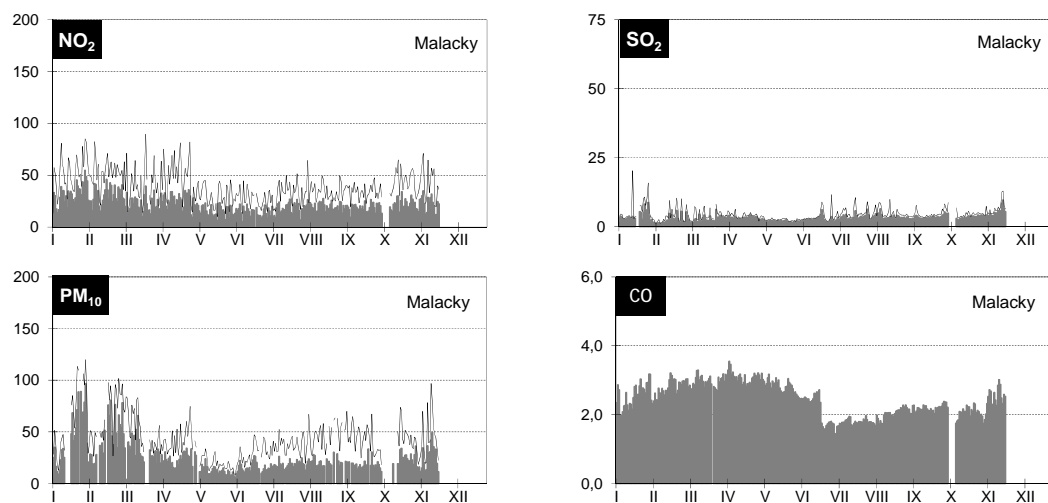 NO₂
Malacky
200
150
100
50
0
I II III IV V VI VII VIII IX X XI XII
SO₂
Malacky
75
50
25
0
I II III IV V VI VII VIII IX X XI XII
PM₁₀
Malacky
200
150
100
50
0
I II III IV V VI VII VIII IX X XI XII
CO
Malacky
6,0
4,0
2,0
0,0
I II III IV V VI VII VIII IX X XI XII